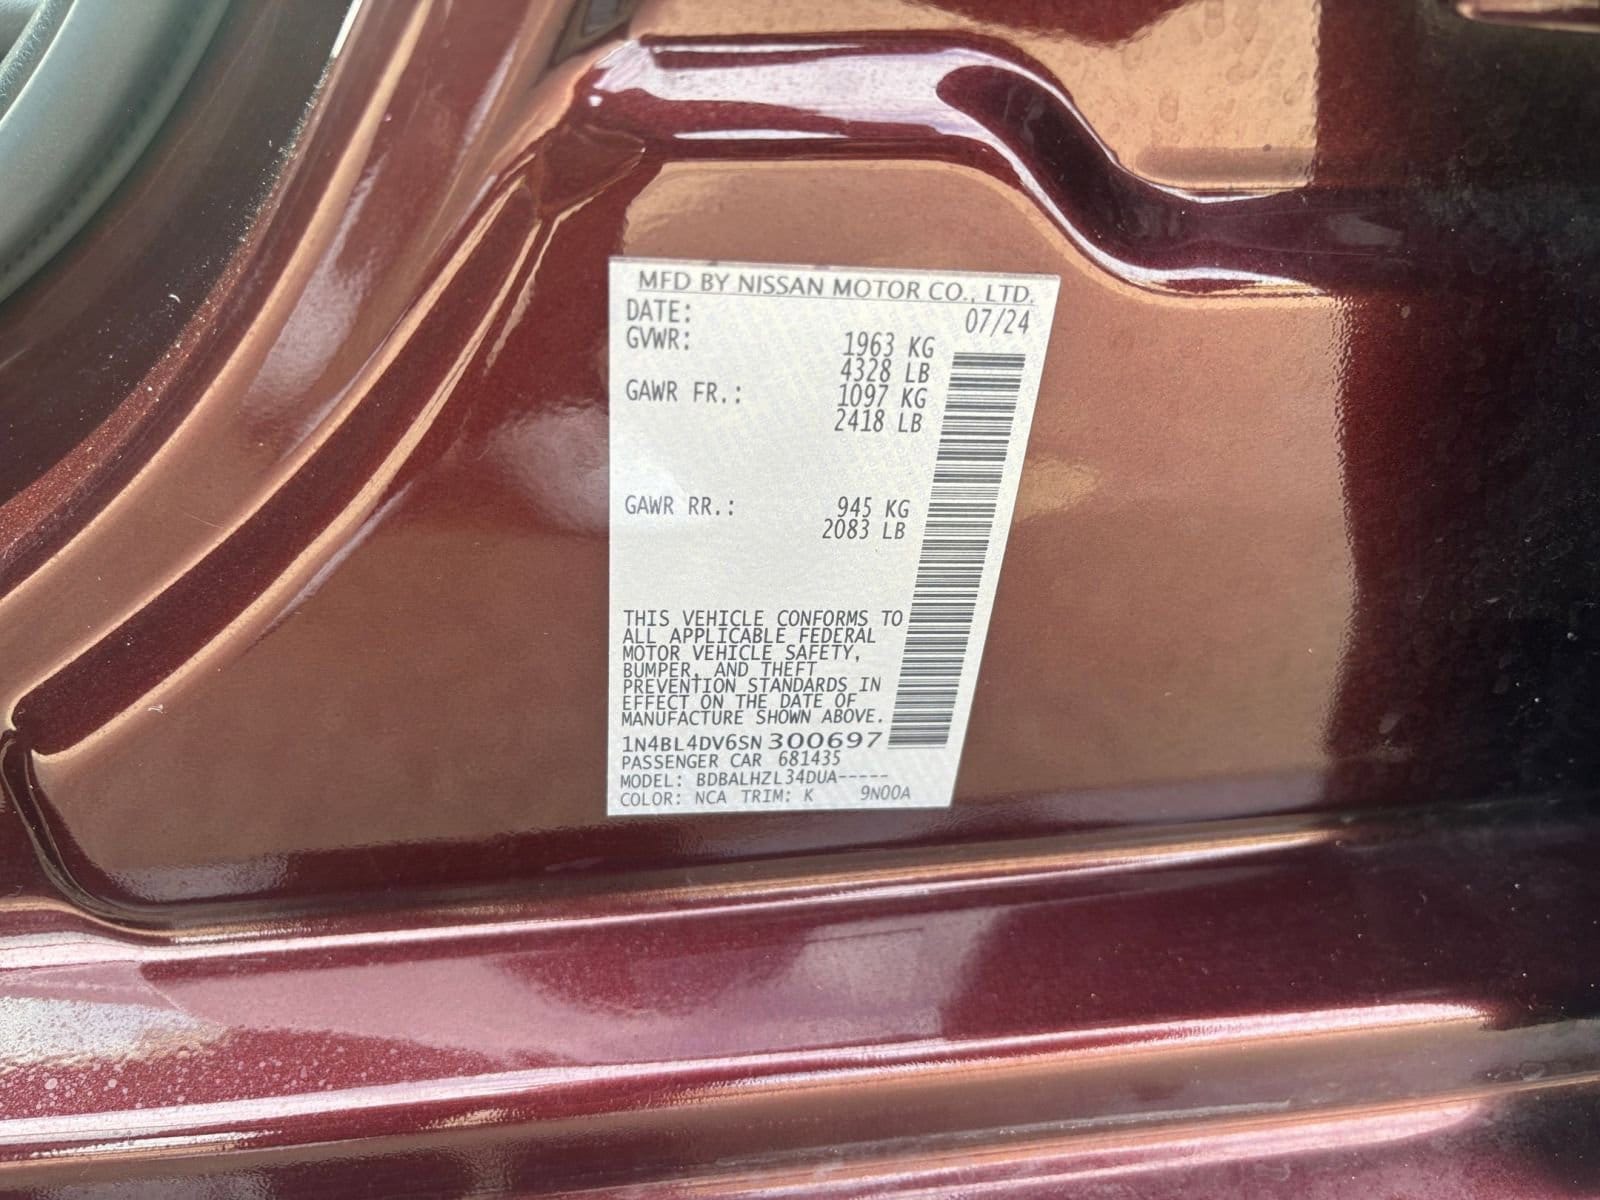 MFD BY NISSAN MOTOR CO., LTD.
DATE: 07/24
GVWR: 1963 KG
4328 LB
GAWR FR.: 1097 KG
2418 LB
GAWR RR.: 945 KG
2083 LB
THIS VEHICLE CONFORMS TO
ALL APPLICABLE FEDERAL
MOTOR VEHICLE SAFETY,
BUMPER, AND THEFT
PREVENTION STANDARDS IN
EFFECT ON THE DATE OF
MANUFACTURE SHOWN ABOVE.
1N4BL4DV6SN300697
PASSENGER CAR 681435
MODEL: BDBALHZL34DUA-----
COLOR: NCA TRIM: K 9N00A